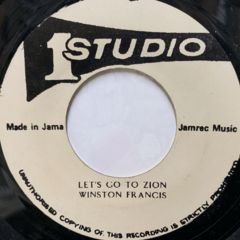 1 STUDIO
Made in Jama
Jamrec Music
LET'S GO TO ZION
WINSTON FRANCIS
UNAUTHORISED COPYING OF THIS RECORDING IS STRICTLY PROHIBITED